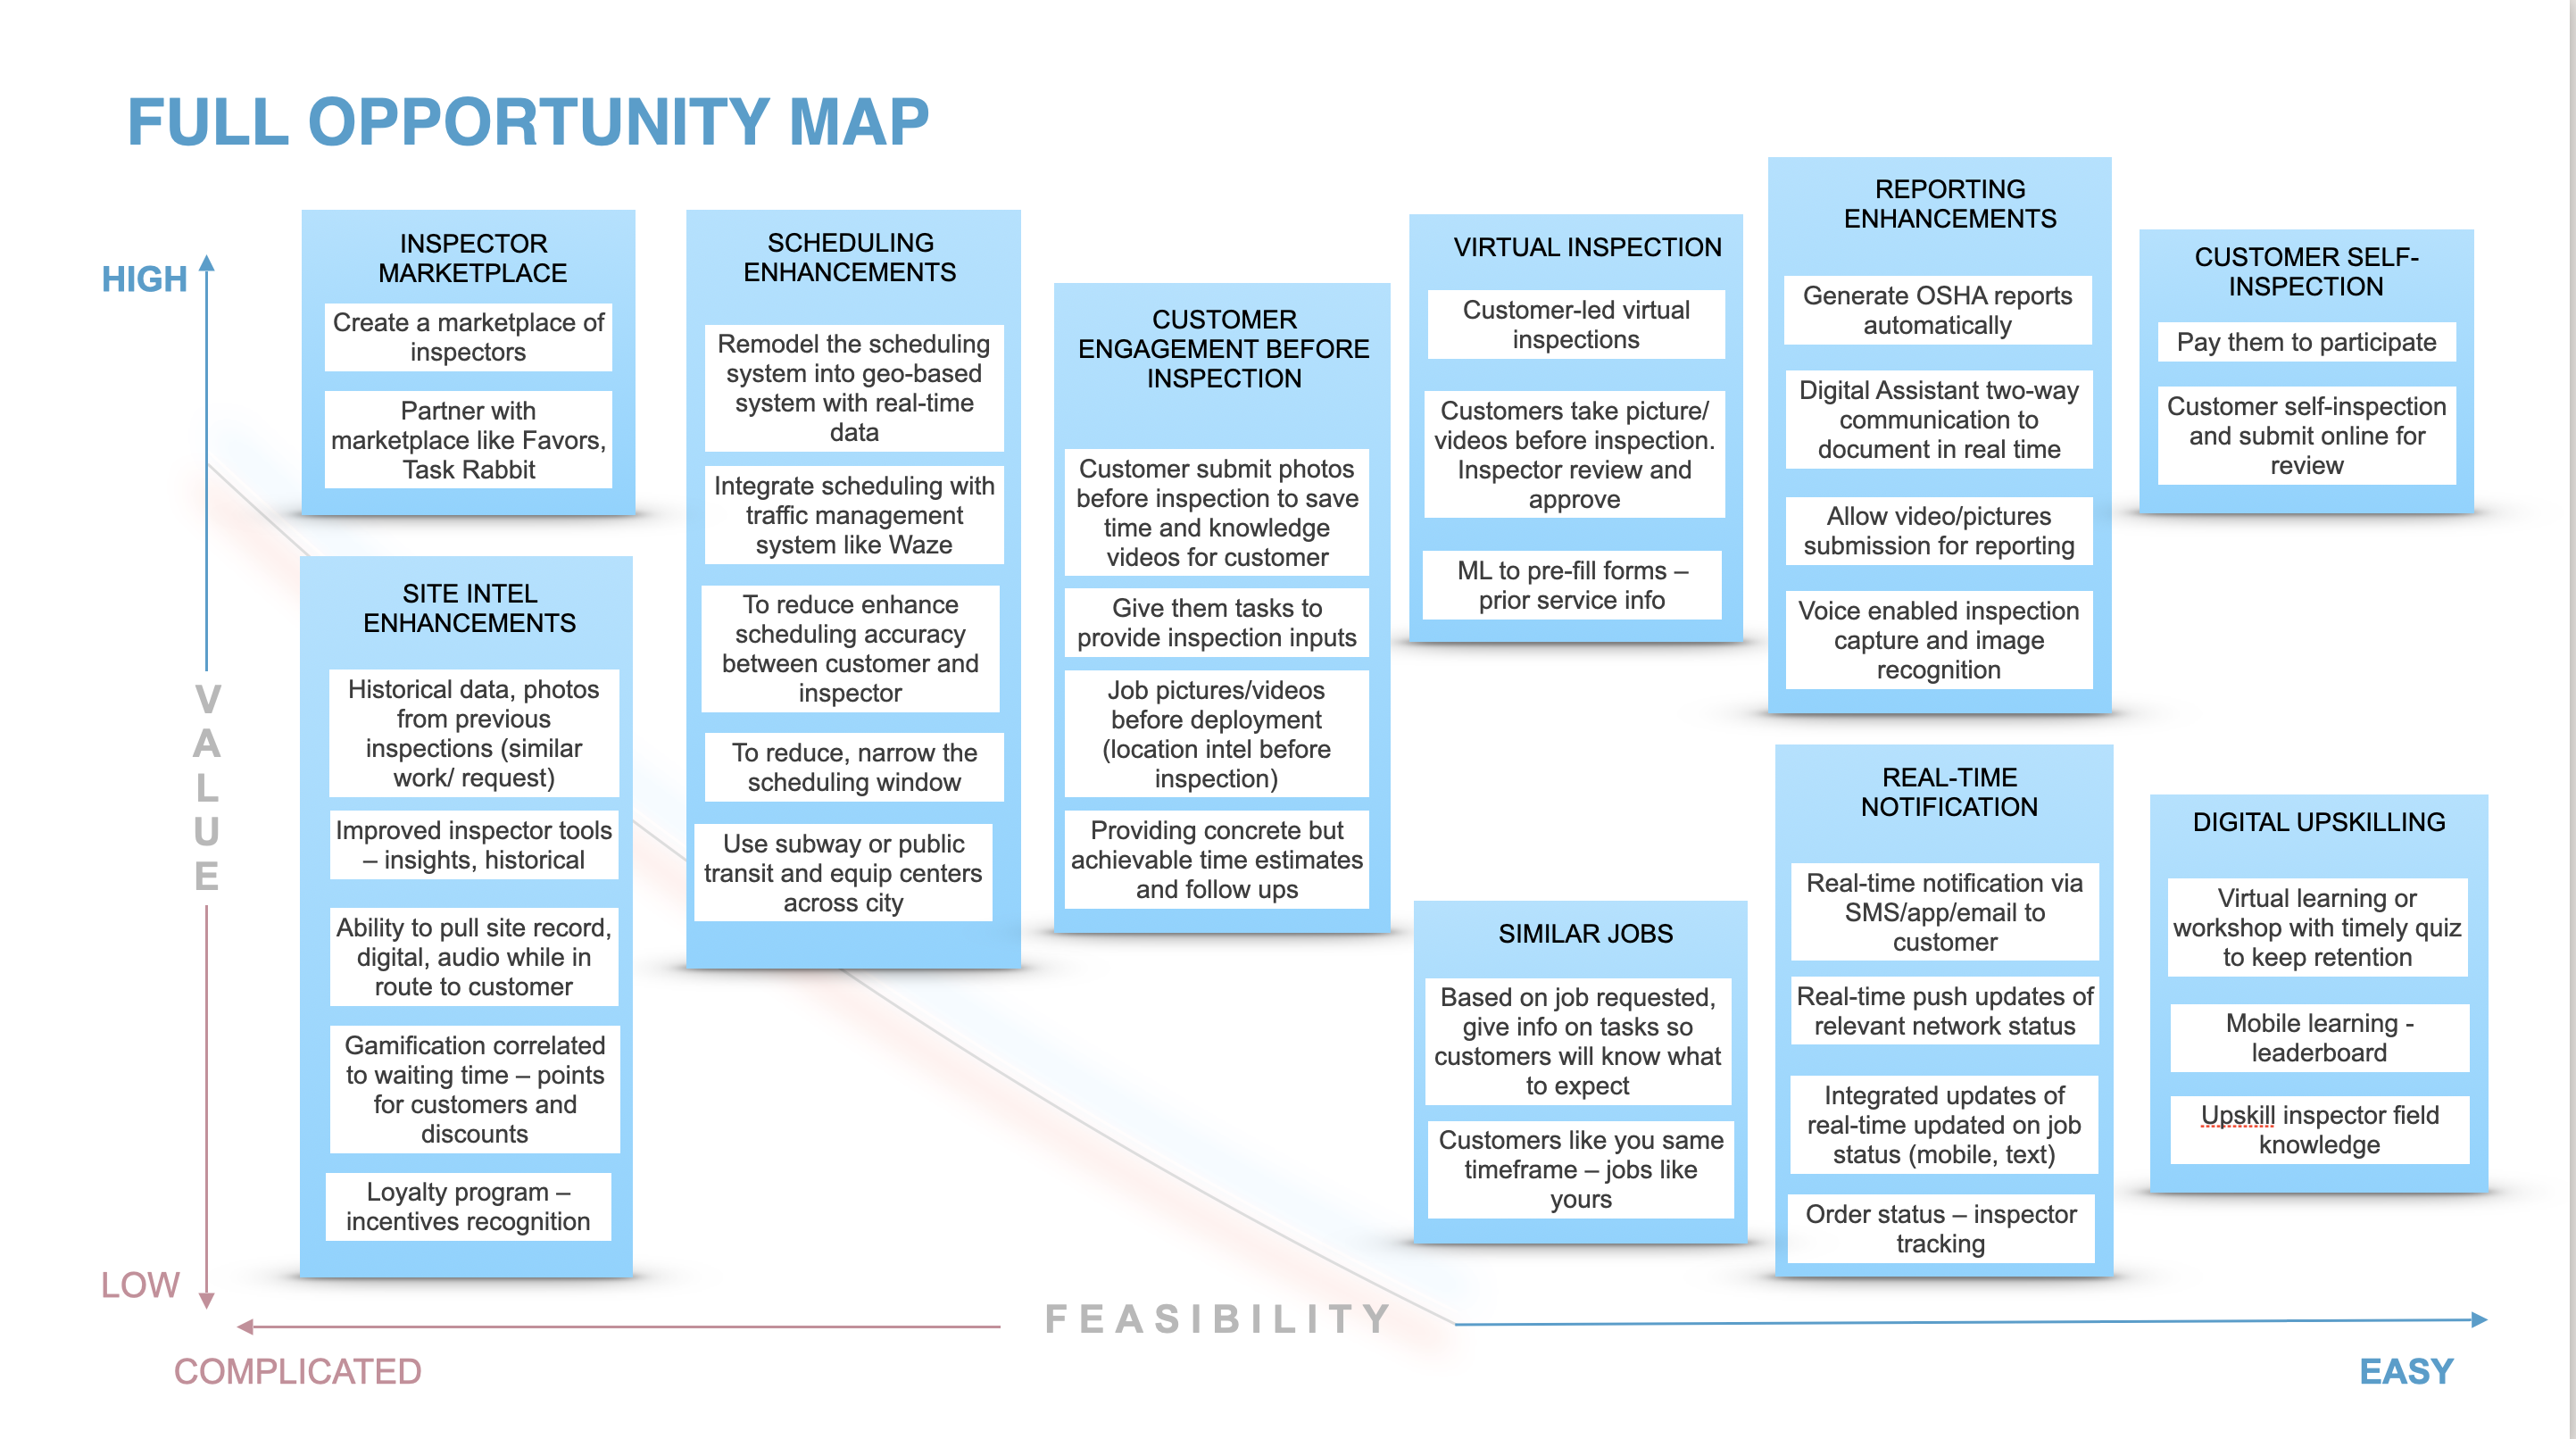 FULL OPPORTUNITY MAP
HIGH
VALUE
LOW
INSPECTOR
MARKETPLACE
Create a marketplace of
inspectors
Partner with
marketplace like Favors,
Task Rabbit
SITE INTEL
ENHANCEMENTS
Historical data, photos
from previous
inspections (similar
work/ request)
Improved inspector tools
– insights, historical
Ability to pull site record,
digital, audio while in
route to customer
Gamification correlated
to waiting time – points
for customers and
discounts
Loyalty program –
incentives recognition
SCHEDULING
ENHANCEMENTS
Remodel the scheduling
system into geo-based
system with real-time
data
Integrate scheduling with
traffic management
system like Waze
To reduce enhance
scheduling accuracy
between customer and
inspector
To reduce, narrow the
scheduling window
Use subway or public
transit and equip centers
across city
CUSTOMER
ENGAGEMENT BEFORE
INSPECTION
Customer submit photos
before inspection to save
time and knowledge
videos for customer
Give them tasks to
provide inspection inputs
Job pictures/videos
before deployment
(location intel before
inspection)
Providing concrete but
achievable time estimates
and follow ups
VIRTUAL INSPECTION
Customer-led virtual
inspections
Customers take picture/
videos before inspection.
Inspector review and
approve
ML to pre-fill forms –
prior service info
SIMILAR JOBS
Based on job requested,
give info on tasks so
customers will know what
to expect
Customers like you same
timeframe – jobs like
yours
REPORTING
ENHANCEMENTS
Generate OSHA reports
automatically
Digital Assistant two-way
communication to
document in real time
Allow video/pictures
submission for reporting
Voice enabled inspection
capture and image
recognition
REAL-TIME
NOTIFICATION
Real-time notification via
SMS/app/email to
customer
Real-time push updates of
relevant network status
Integrated updates of
real-time updated on job
status (mobile, text)
Order status – inspector
tracking
CUSTOMER SELF-
INSPECTION
Pay them to participate
Customer self-inspection
and submit online for
review
DIGITAL UPSKILLING
Virtual learning or
workshop with timely quiz
to keep retention
Mobile learning -
leaderboard
Upskill inspector field
knowledge
FEASIBILITY
COMPLICATED
EASY